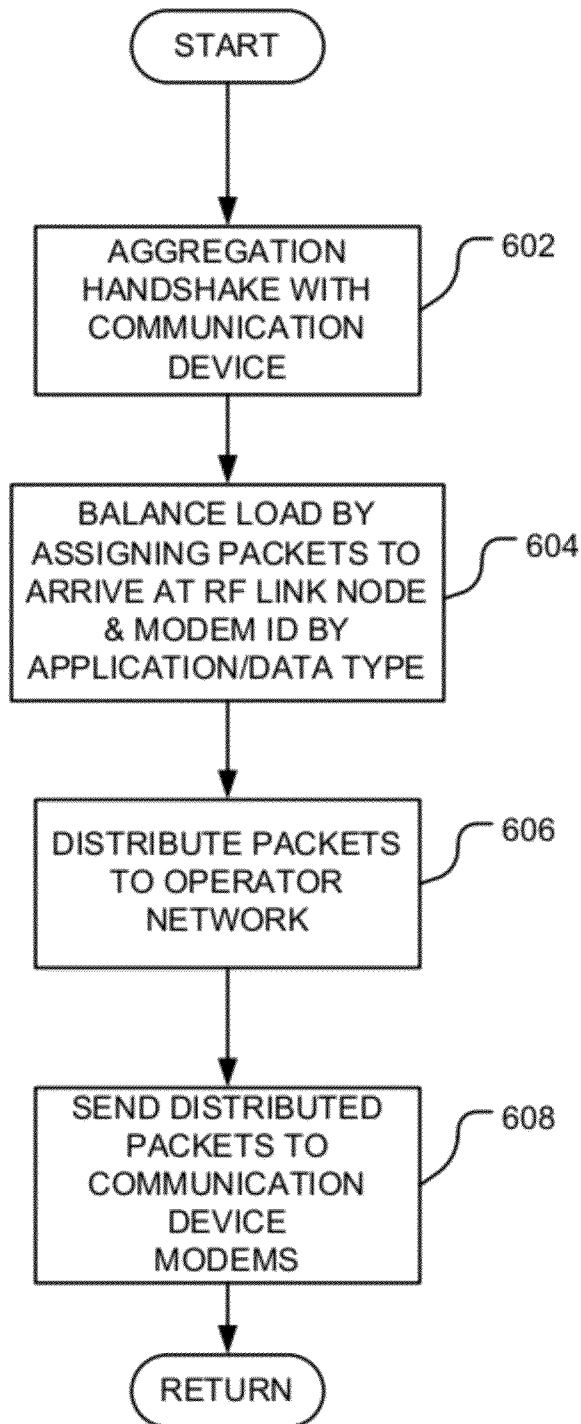 START
AGGREGATION
HANDSHAKE WITH
COMMUNICATION
DEVICE
602
BALANCE LOAD BY
ASSIGNING PACKETS TO
ARRIVE AT RF LINK NODE
& MODEM ID BY
APPLICATION/DATA TYPE
604
DISTRIBUTE PACKETS
TO OPERATOR
NETWORK
606
SEND DISTRIBUTED
PACKETS TO
COMMUNICATION
DEVICE
MODEMS
608
RETURN